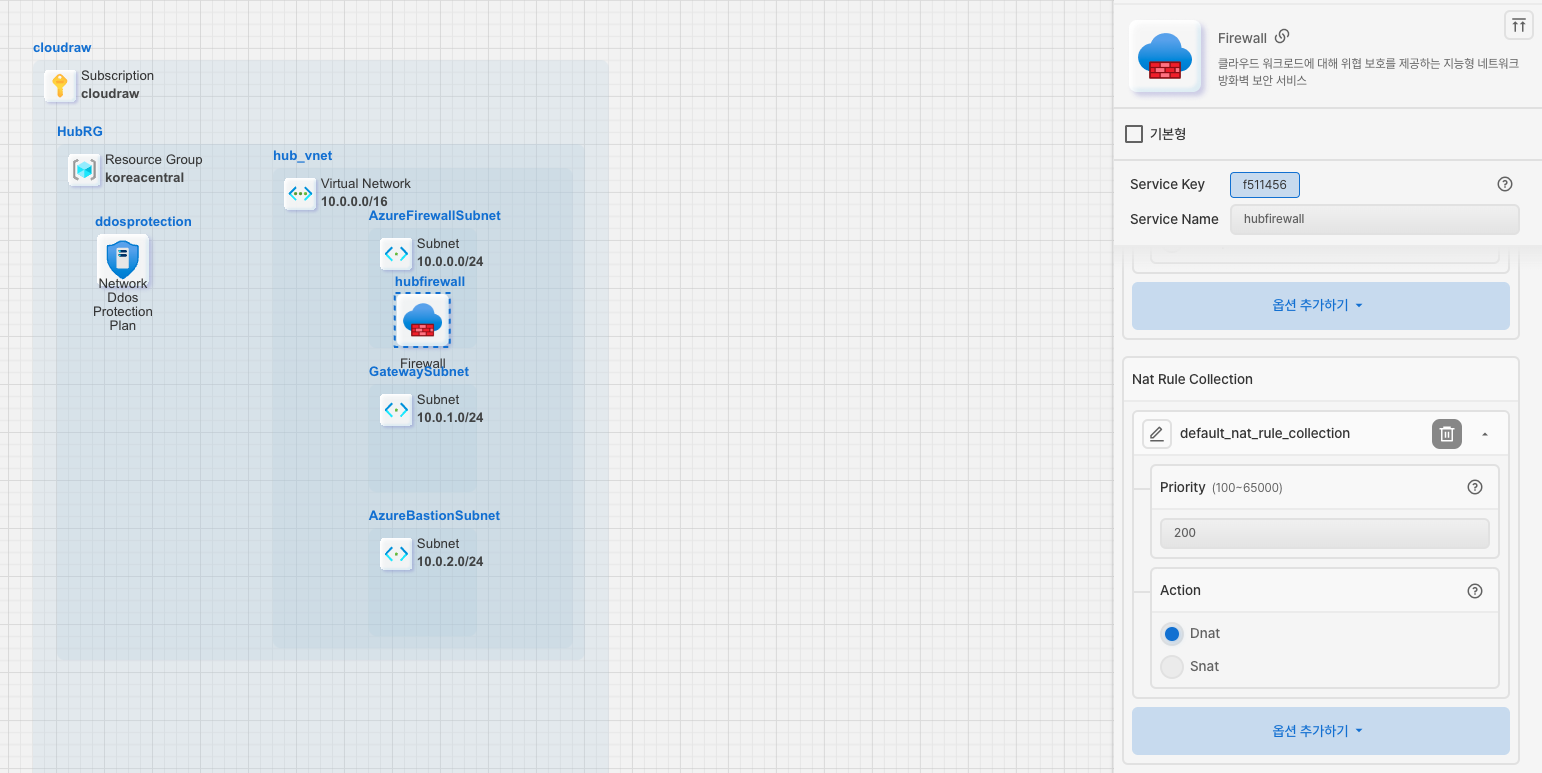 cloudraw
Subscription
cloudraw
HubRG
Resource Group
koreacentral
hub_vnet
Virtual Network
10.0.0.0/16
ddosprotection
Network
Ddos
Protection
Plan
AzureFirewallSubnet
Subnet
10.0.0.0/24
hubfirewall
Firewall
GatewaySubnet
Subnet
10.0.1.0/24
AzureBastionSubnet
Subnet
10.0.2.0/24
Firewall
클라우드 워크로드에 대해 위협 보호를 제공하는 지능형 네트워크
방화벽 보안 서비스
기본형
Service Key f511456
Service Name hubfirewall
옵션 추가하기
Nat Rule Collection
default_nat_rule_collection
Priority (100~65000)
200
Action
Dnat
Snat
옵션 추가하기